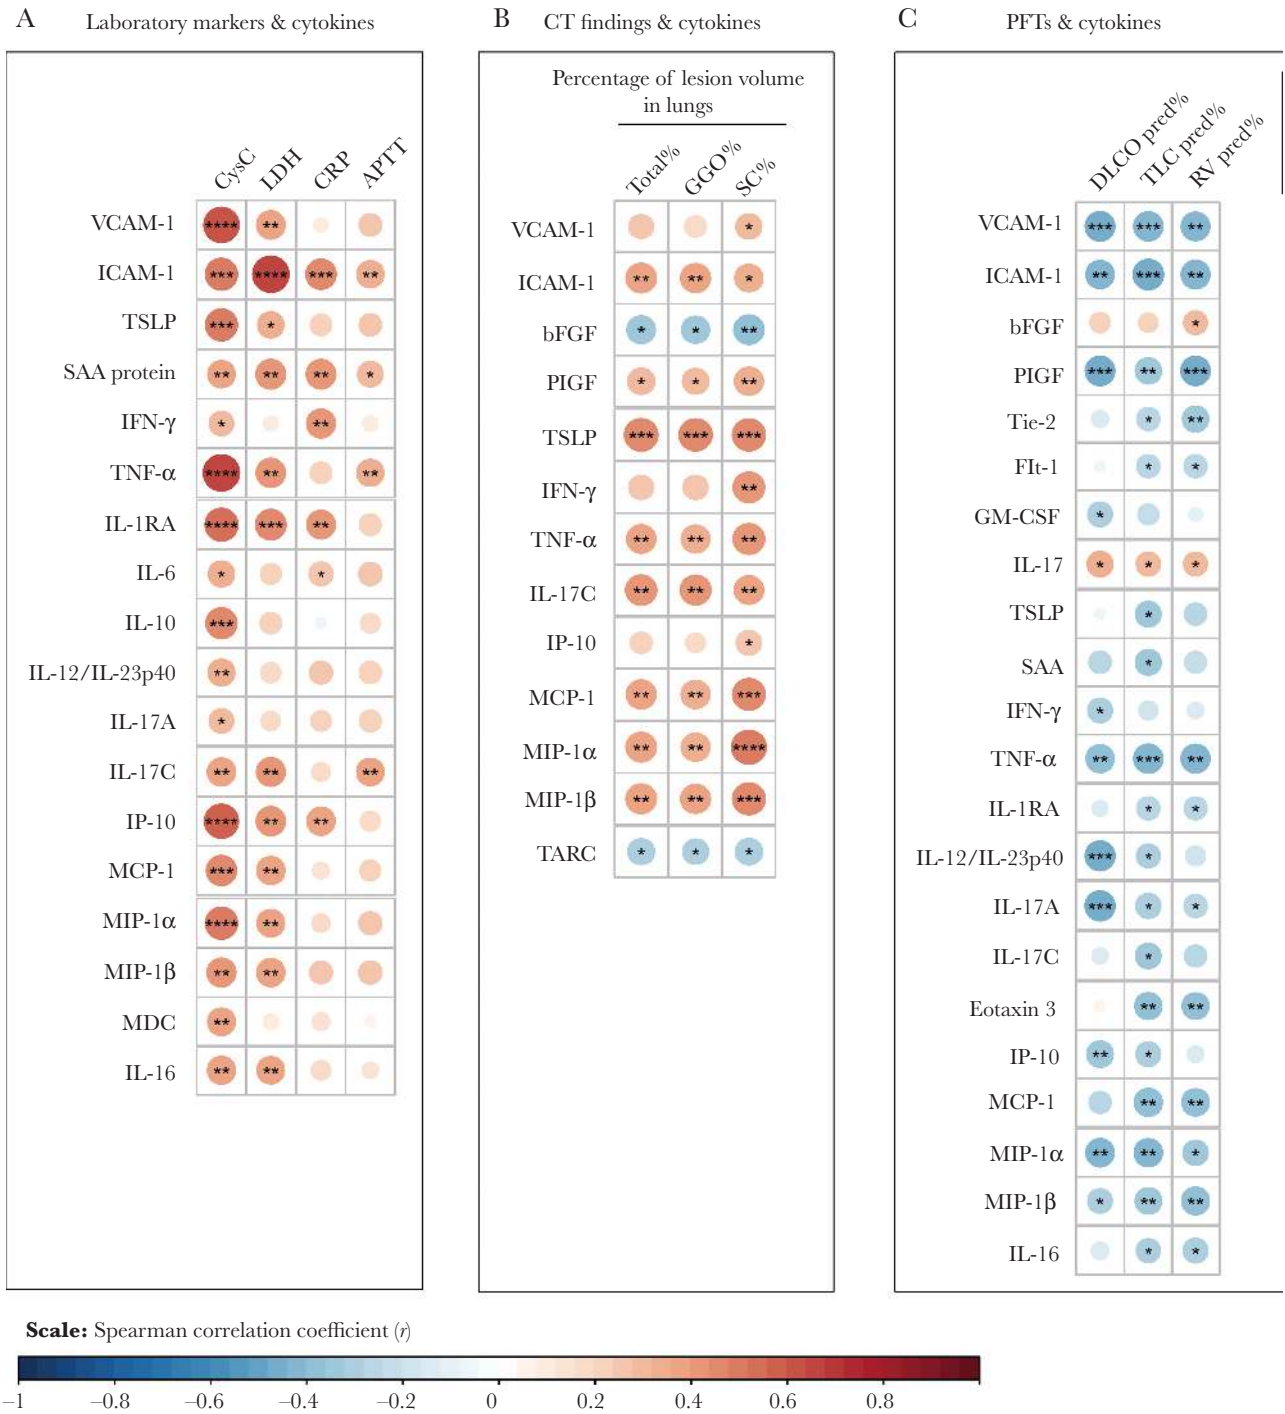 A Laboratory markers & cytokines
CysC LDH CRP APTT
VCAM-1 **** **
ICAM-1 *** **** *** **
TSLP *** *
SAA protein ** ** ** *
IFN-γ * **
TNF-α **** ** **
IL-1RA **** *** **
IL-6 * *
IL-10 ***
IL-12/IL-23p40 **
IL-17A *
IL-17C ** ** **
IP-10 **** ** **
MCP-1 *** **
MIP-1α **** **
MIP-1β ** **
MDC **
IL-16 ** **
B CT findings & cytokines
Percentage of lesion volume
in lungs
Total% GGO% SC%
VCAM-1 *
ICAM-1 ** ** *
bFGF * * **
PIGF * * **
TSLP *** *** ***
IFN-γ **
TNF-α ** ** **
IL-17C ** ** **
IP-10 *
MCP-1 ** ** ***
MIP-1α ** ** ****
MIP-1β ** ** ***
TARC * * *
C PFTs & cytokines
DLCO pred% TLC pred% RV pred%
VCAM-1 *** *** **
ICAM-1 ** *** **
bFGF *
PIGF *** ** ***
Tie-2 * **
FIt-1 * *
GM-CSF *
IL-17 * * *
TSLP *
SAA *
IFN-γ *
TNF-α ** *** **
IL-1RA * *
IL-12/IL-23p40 *** *
IL-17A *** * *
IL-17C *
Eotaxin 3 ** **
IP-10 ** *
MCP-1 ** **
MIP-1α ** ** *
MIP-1β * ** **
IL-16 * *
Scale: Spearman correlation coefficient (r)
–1 –0.8 –0.6 –0.4 –0.2 0 0.2 0.4 0.6 0.8